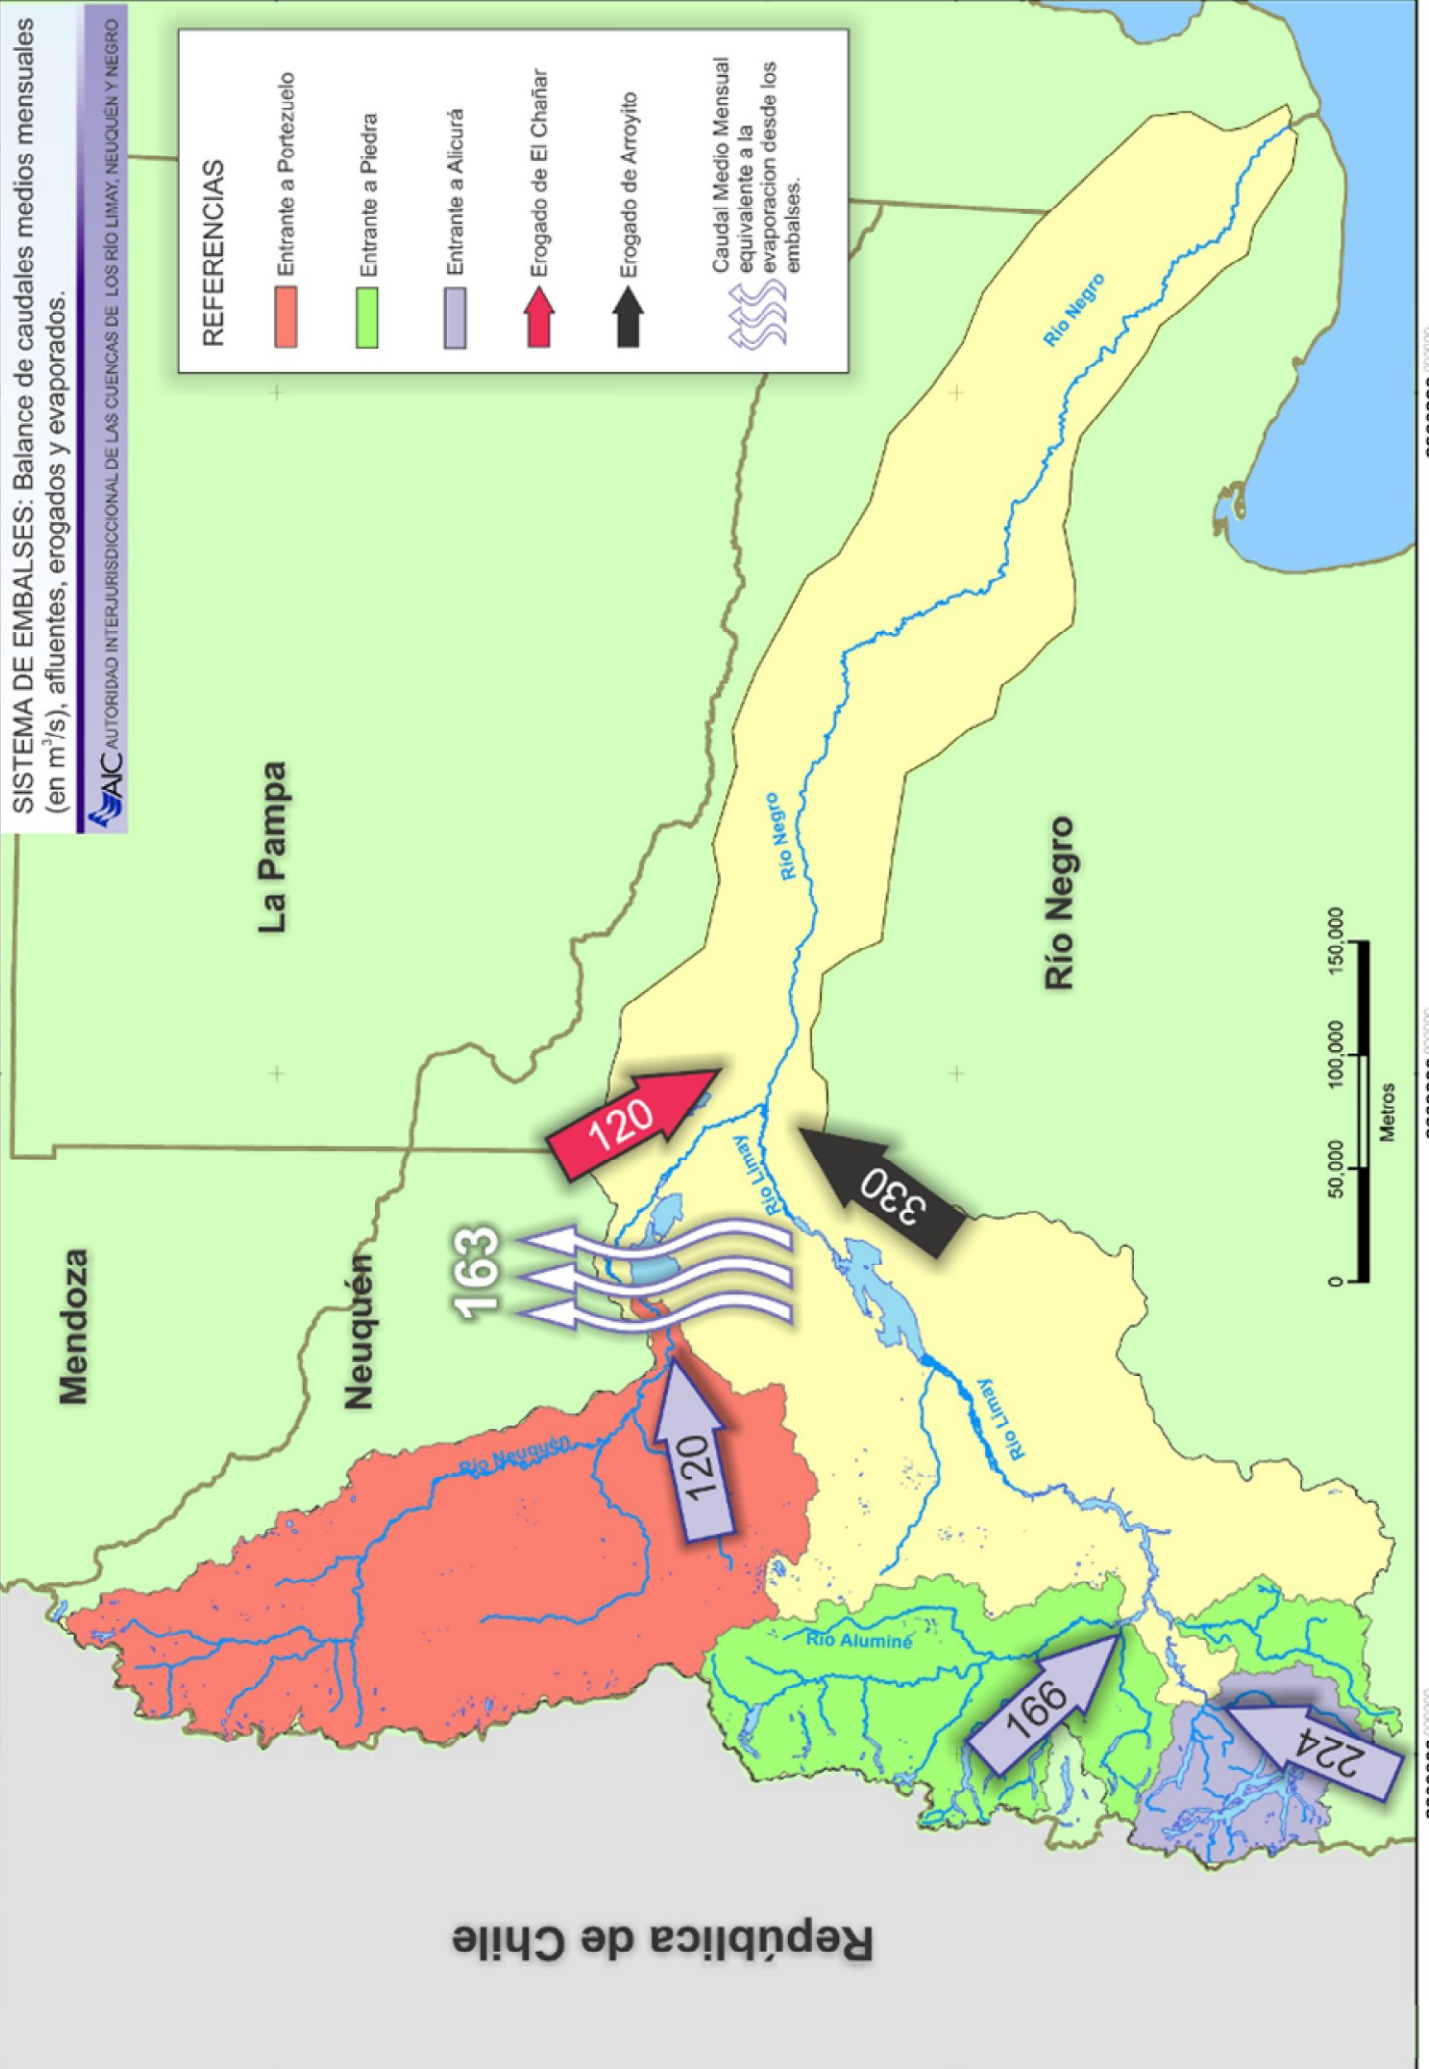 SISTEMA DE EMBALSES: Balance de caudales medios mensuales
(en m³/s), afluentes, erogados y evaporados.
AIC AUTORIDAD INTERJURISDICCIONAL DE LAS CUENCAS DE LOS RÍO LIMAY, NEUQUÉN Y NEGRO
REFERENCIAS
Entrante a Portezuelo
Entrante a Piedra
Entrante a Alicurá
Erogado de El Chañar
Erogado de Arroyito
Caudal Medio Mensual
equivalente a la
evaporacion desde los
embalses.
Mendoza
La Pampa
Neuquén
163
120
Río Neuquén
120
Río Limay
330
Río Negro
Río Negro
Río Limay
Río Aluminé
166
224
Río Negro
República de Chile
0 50,000 100,000 150,000
Metros